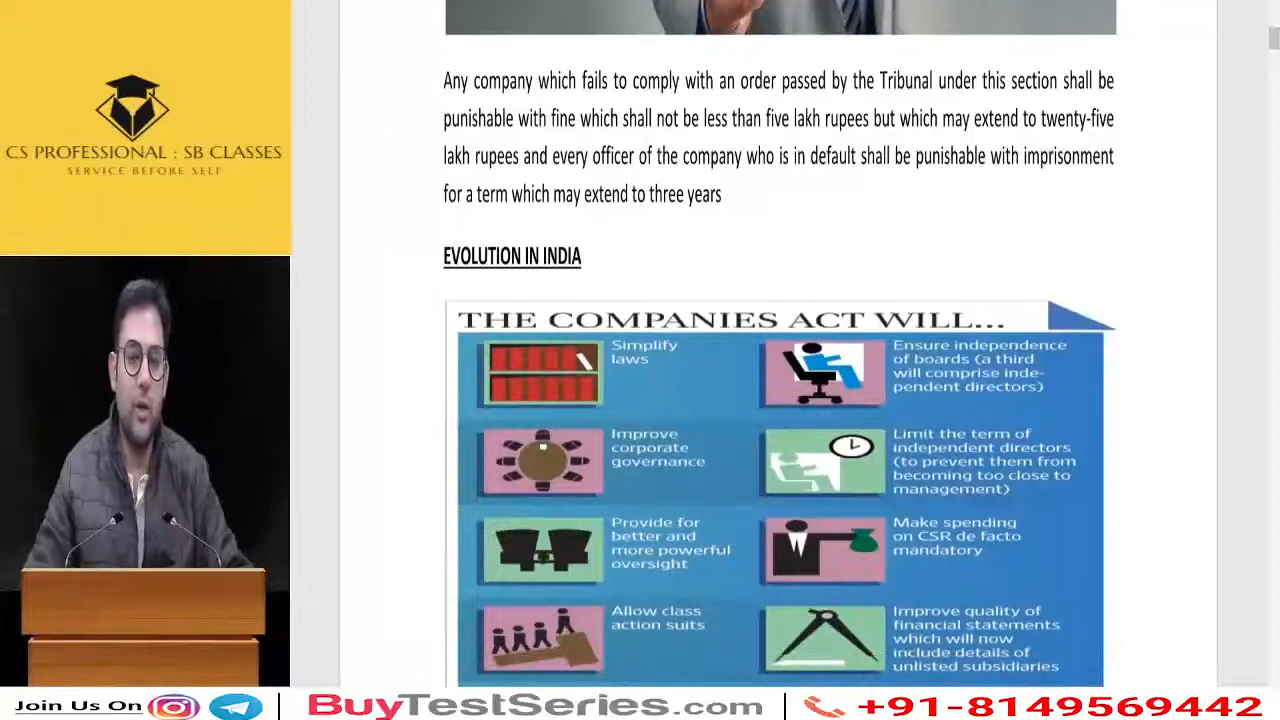 CS PROFESSIONAL : SB CLASSES
SERVICE BEFORE SELF
Any company which fails to comply with an order passed by the Tribunal under this section shall be
punishable with fine which shall not be less than five lakh rupees but which may extend to twenty-five
lakh rupees and every officer of the company who is in default shall be punishable with imprisonment
for a term which may extend to three years
EVOLUTION IN INDIA
THE COMPANIES ACT WILL...
Simplify
laws
Ensure independence
of boards (a third
will comprise inde-
pendent directors)
Improve
corporate
governance
Limit the term of
independent directors
(to prevent them from
becoming too close to
management)
Provide for
better and
more powerful
oversight
Make spending
on CSR de facto
mandatory
Allow class
action suits
Improve quality of
financial statements
which will now
include details of
unlisted subsidiaries
Join Us On
BuyTestSeries.com
+91-8149569442